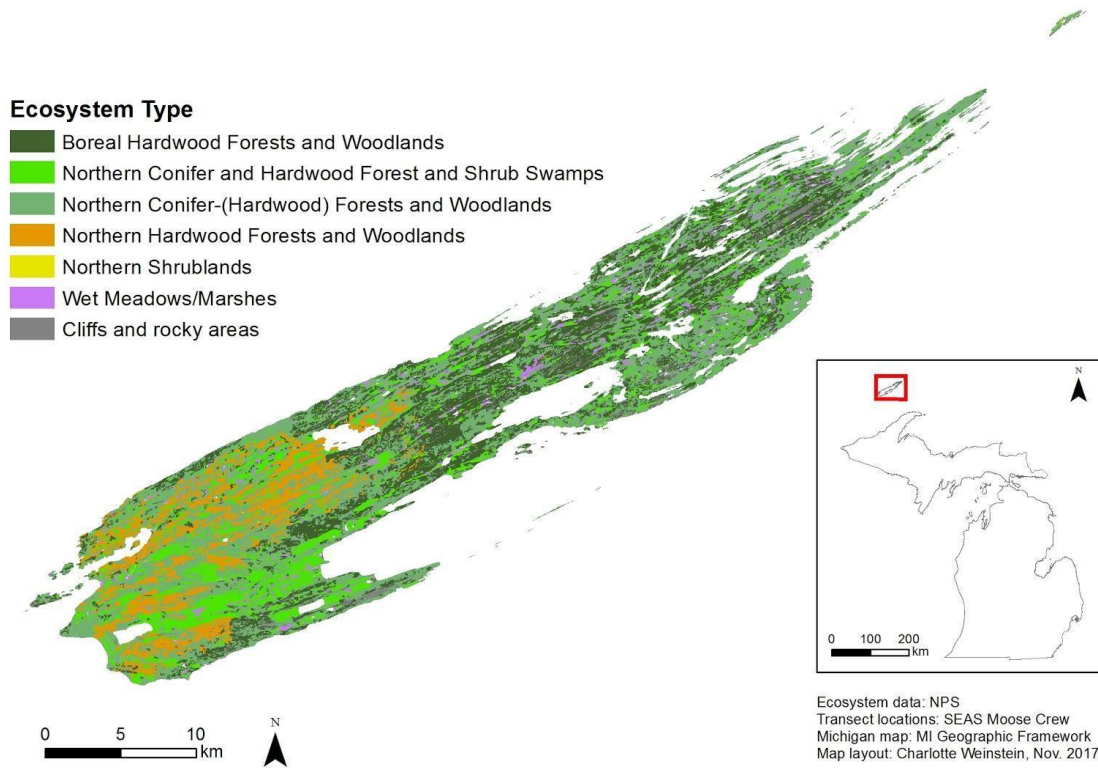 Ecosystem Type
Boreal Hardwood Forests and Woodlands
Northern Conifer and Hardwood Forest and Shrub Swamps
Northern Conifer-(Hardwood) Forests and Woodlands
Northern Hardwood Forests and Woodlands
Northern Shrublands
Wet Meadows/Marshes
Cliffs and rocky areas
N
0 100 200
km
N
0 5 10
km
Ecosystem data: NPS
Transect locations: SEAS Moose Crew
Michigan map: MI Geographic Framework
Map layout: Charlotte Weinstein, Nov. 2017